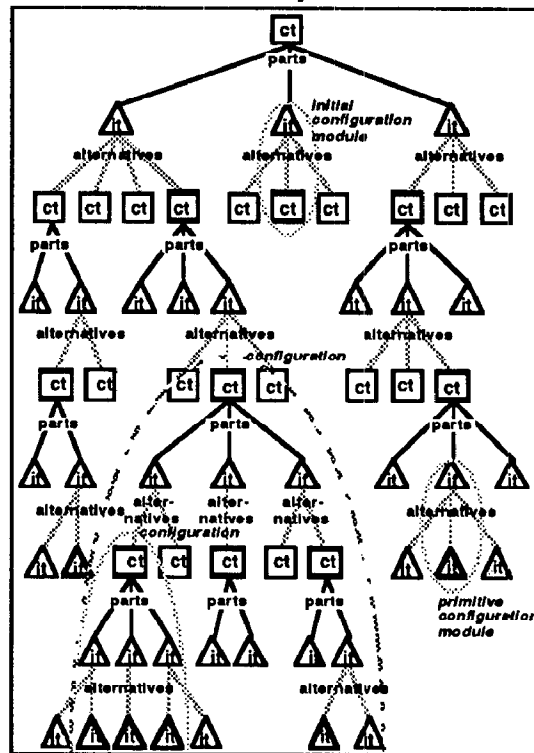 ct
parts
it it it
initial
configuration
module
alternatives alternatives alternatives
ct ct ct ct ct ct ct ct ct ct
parts parts parts
it it it it it it it it
alternatives alternatives alternatives
configuration
ct ct ct ct ct ct ct ct
parts parts parts
it it it it it it it it
alternatives alter- alter- alter- alternatives
natives natives natives
configuration
it it ct ct ct ct ct it it it
parts parts parts
primitive
configuration
module
it it it it it it it
alternatives alternatives
it it it it it it it